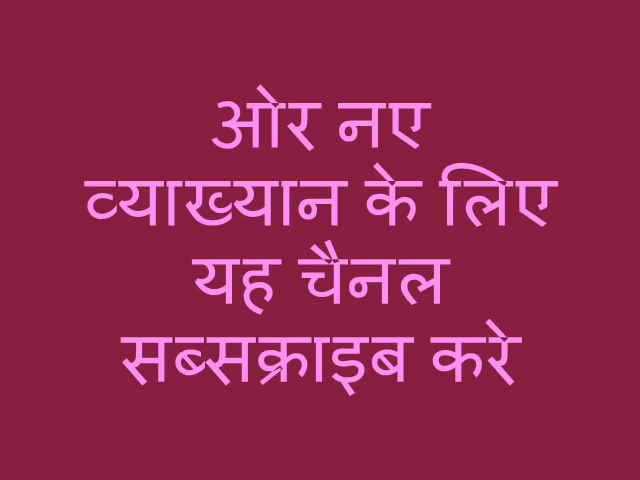 ओर नए
व्याख्यान के लिए
यह चैनल
सब्सक्राइब करे